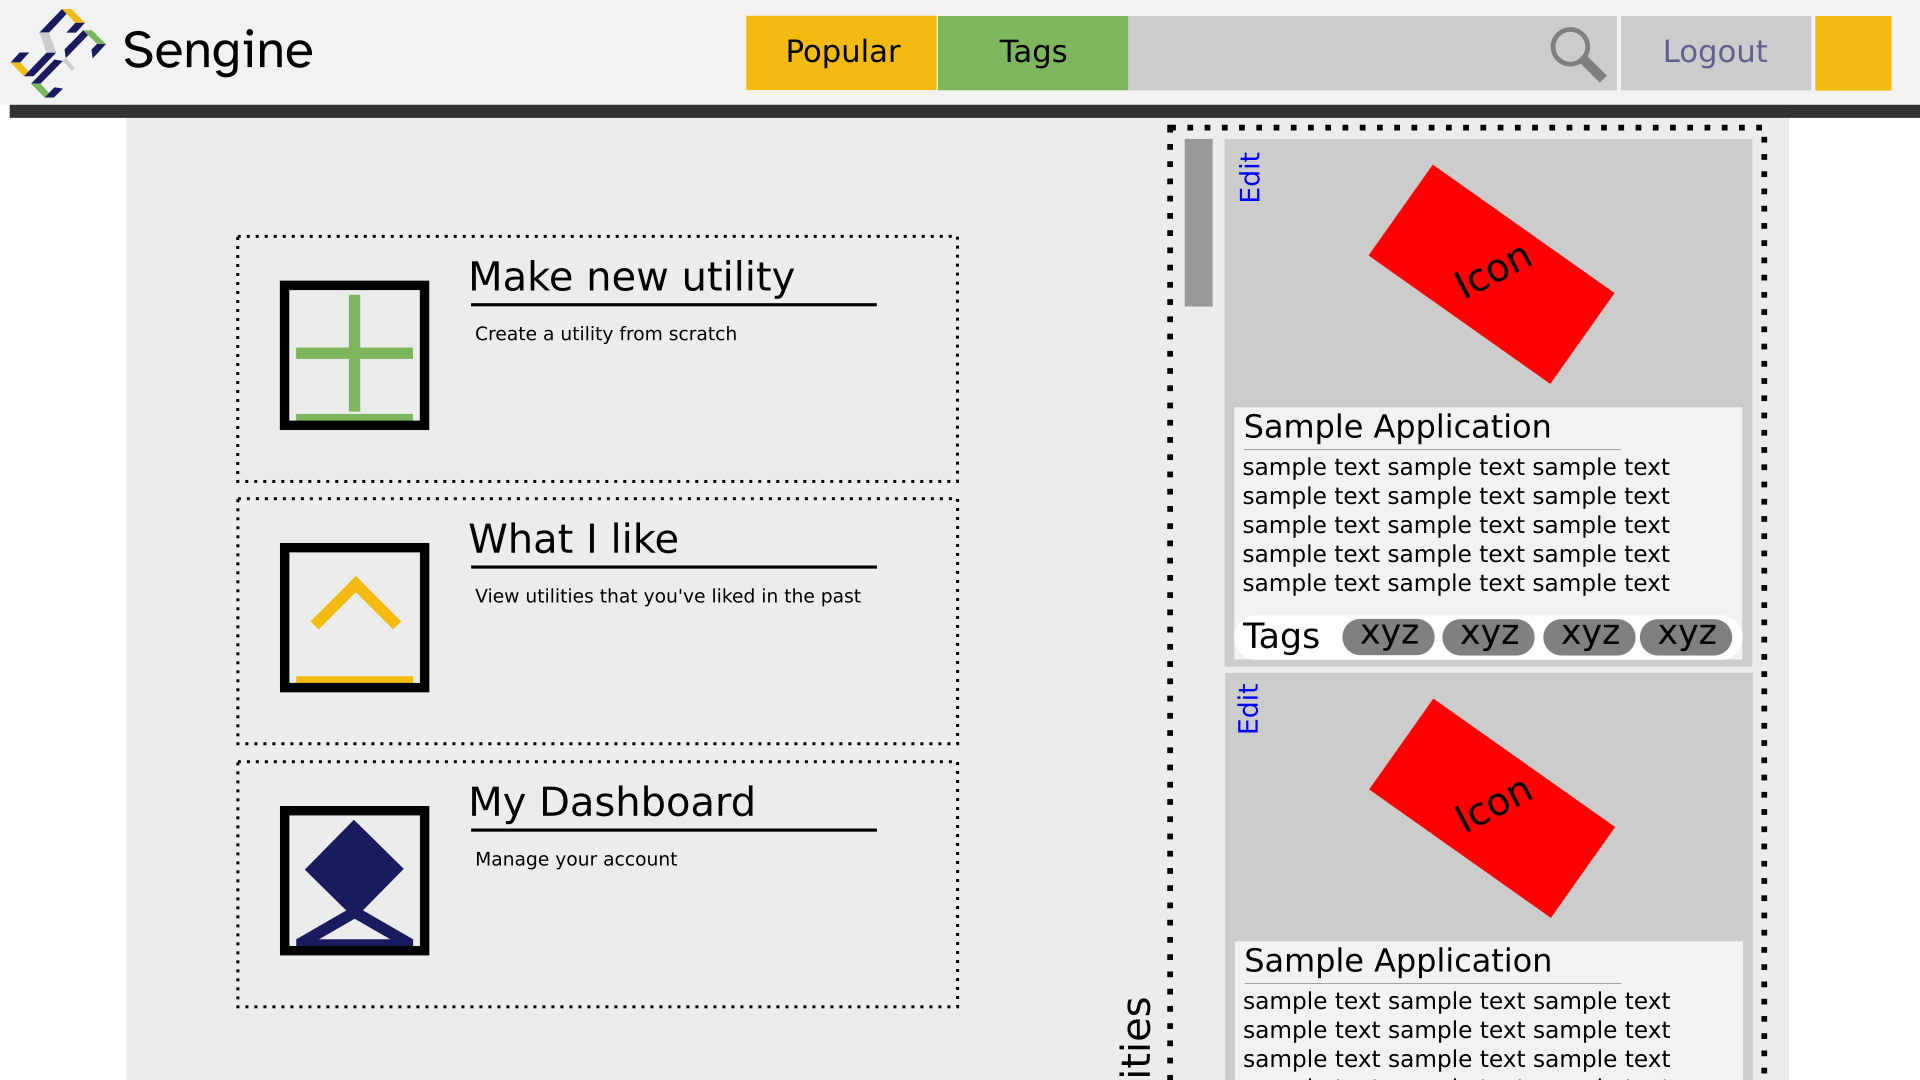 Sengine
Popular
Tags
Logout
Make new utility
Create a utility from scratch
What I like
View utilities that you've liked in the past
My Dashboard
Manage your account
ities
Edit
Icon
Sample Application
sample text sample text sample text
sample text sample text sample text
sample text sample text sample text
sample text sample text sample text
sample text sample text sample text
Tags xyz xyz xyz xyz
Edit
Icon
Sample Application
sample text sample text sample text
sample text sample text sample text
sample text sample text sample text